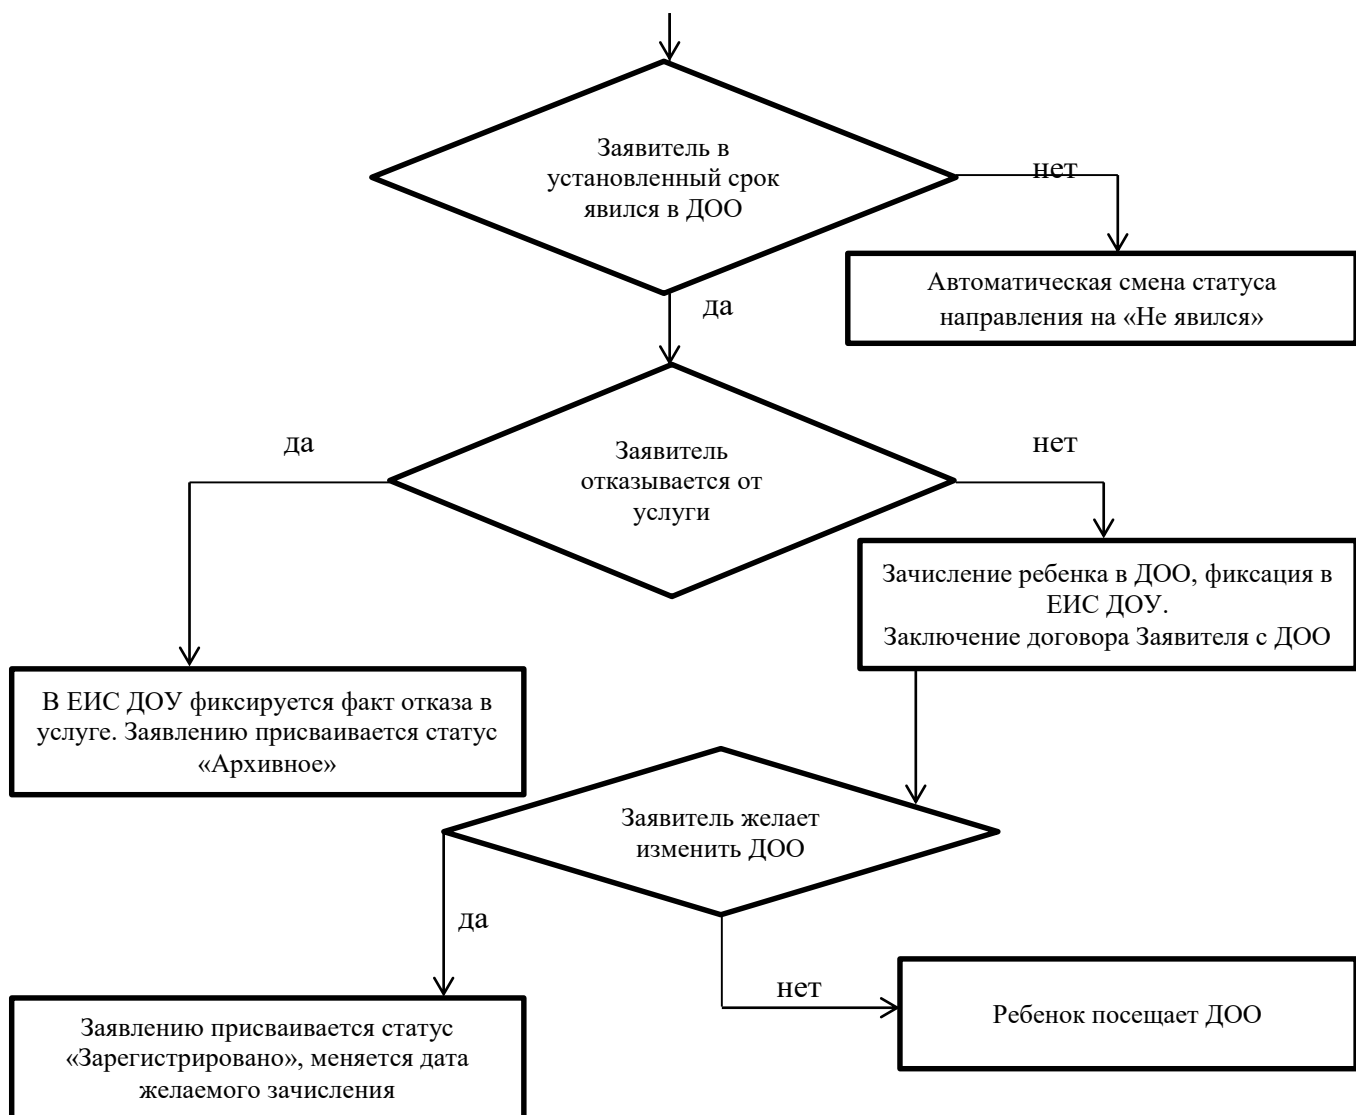 Заявитель в
установленный срок
явился в ДОО
нет
Автоматическая смена статуса
направления на «Не явился»
да
да
Заявитель
отказывается от
услуги
нет
Зачисление ребенка в ДОО, фиксация в
ЕИС ДОУ.
Заключение договора Заявителя с ДОО
В ЕИС ДОУ фиксируется факт отказа в
услуге. Заявлению присваивается статус
«Архивное»
Заявитель желает
изменить ДОО
да
нет
Ребенок посещает ДОО
Заявлению присваивается статус
«Зарегистрировано», меняется дата
желаемого зачисления